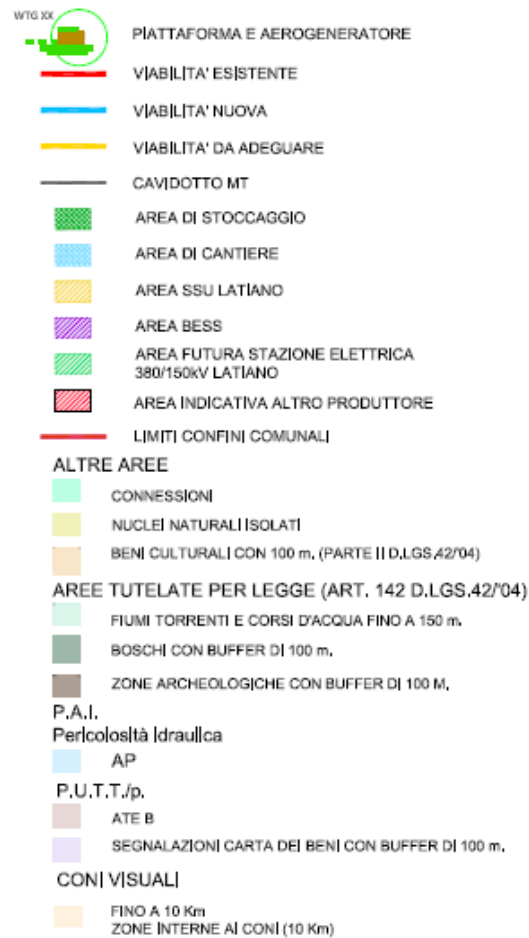 WTG XX
PIATTAFORMA E AEROGENERATORE
VIABILITA' ESISTENTE
VIABILITA' NUOVA
VIABILITA' DA ADEGUARE
CAVIDOTTO MT
AREA DI STOCCAGGIO
AREA DI CANTIERE
AREA SSU LATIANO
AREA BESS
AREA FUTURA STAZIONE ELETTRICA
380/150kV LATIANO
AREA INDICATIVA ALTRO PRODUTTORE
LIMITI CONFINI COMUNALI
ALTRE AREE
CONNESSIONI
NUCLEI NATURALI ISOLATI
BENI CULTURALI CON 100 m. (PARTE II D.LGS.42/'04)
AREE TUTELATE PER LEGGE (ART. 142 D.LGS.42/'04)
FIUMI TORRENTI E CORSI D'ACQUA FINO A 150 m.
BOSCHI CON BUFFER DI 100 m.
ZONE ARCHEOLOGICHE CON BUFFER DI 100 M.
P.A.I.
Pericolosità Idraulica
AP
P.U.T.T./p.
ATE B
SEGNALAZIONI CARTA DEI BENI CON BUFFER DI 100 m.
CONI VISUALI
FINO A 10 Km
ZONE INTERNE AI CONI (10 Km)